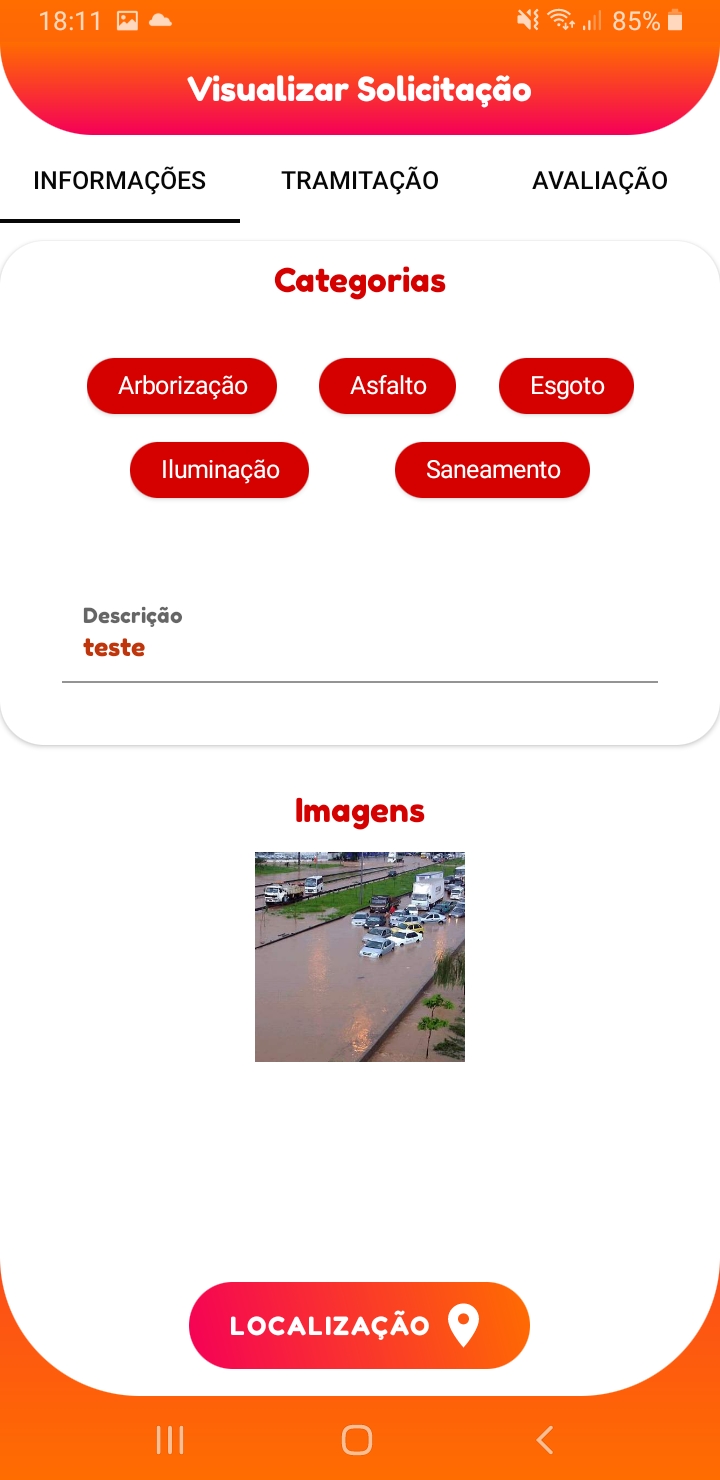 18:11 85%
Visualizar Solicitação
INFORMAÇÕES TRAMITAÇÃO AVALIAÇÃO
Categorias
Arborização Asfalto Esgoto
Iluminação Saneamento
Descrição
teste
Imagens
LOCALIZAÇÃO